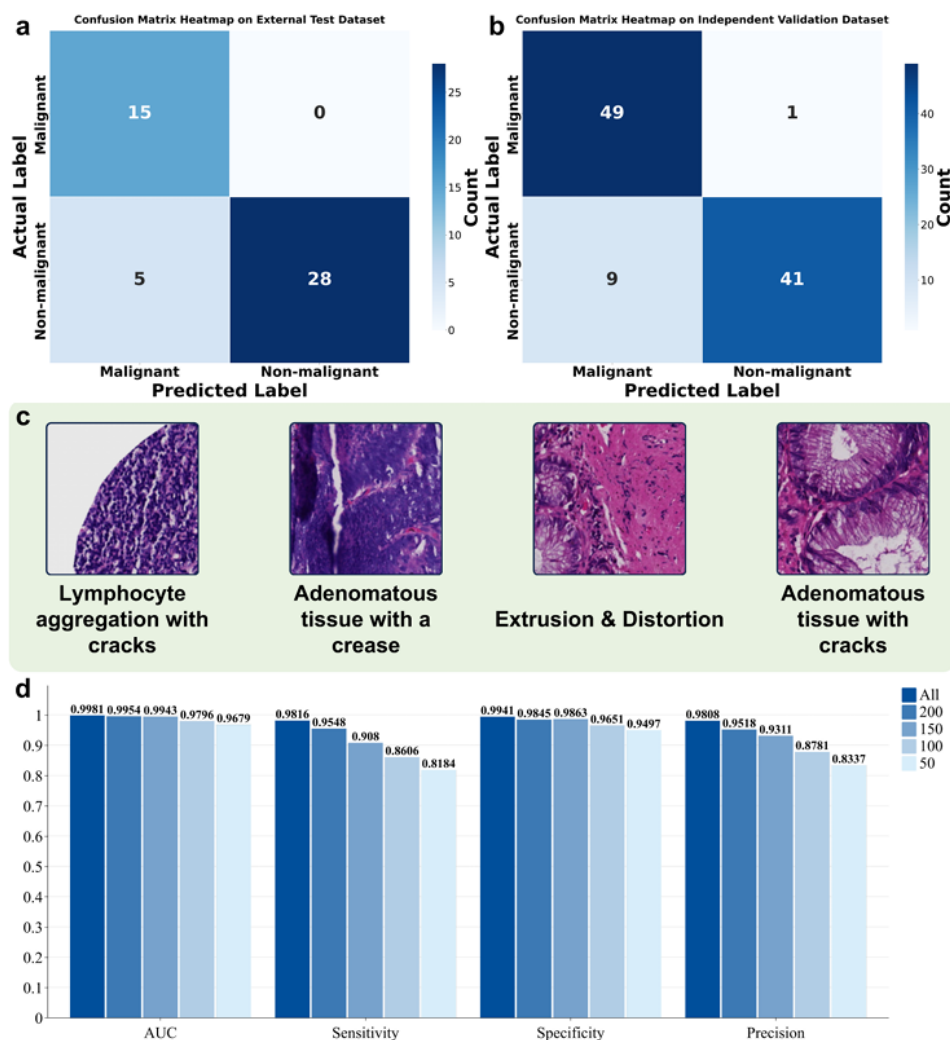 a
Confusion Matrix Heatmap on External Test Dataset
Actual Label
Malignant
Non-malignant
15
0
5
28
Malignant
Non-malignant
Predicted Label
25
20
15
10
5
0
Count
b
Confusion Matrix Heatmap on Independent Validation Dataset
Actual Label
Malignant
Non-malignant
49
1
9
41
Malignant
Non-malignant
Predicted Label
40
30
20
10
Count
c
Lymphocyte
aggregation with
cracks
Adenomatous
tissue with a
crease
Extrusion & Distortion
Adenomatous
tissue with
cracks
d
1
0.9
0.8
0.7
0.6
0.5
0.4
0.3
0.2
0.1
0
0.9981
0.9954
0.9943
0.9796
0.9679
0.9816
0.9548
0.908
0.8606
0.8184
0.9941
0.9845
0.9863
0.9651
0.9497
0.9808
0.9518
0.9311
0.8781
0.8337
AUC
Sensitivity
Specificity
Precision
All
200
150
100
50